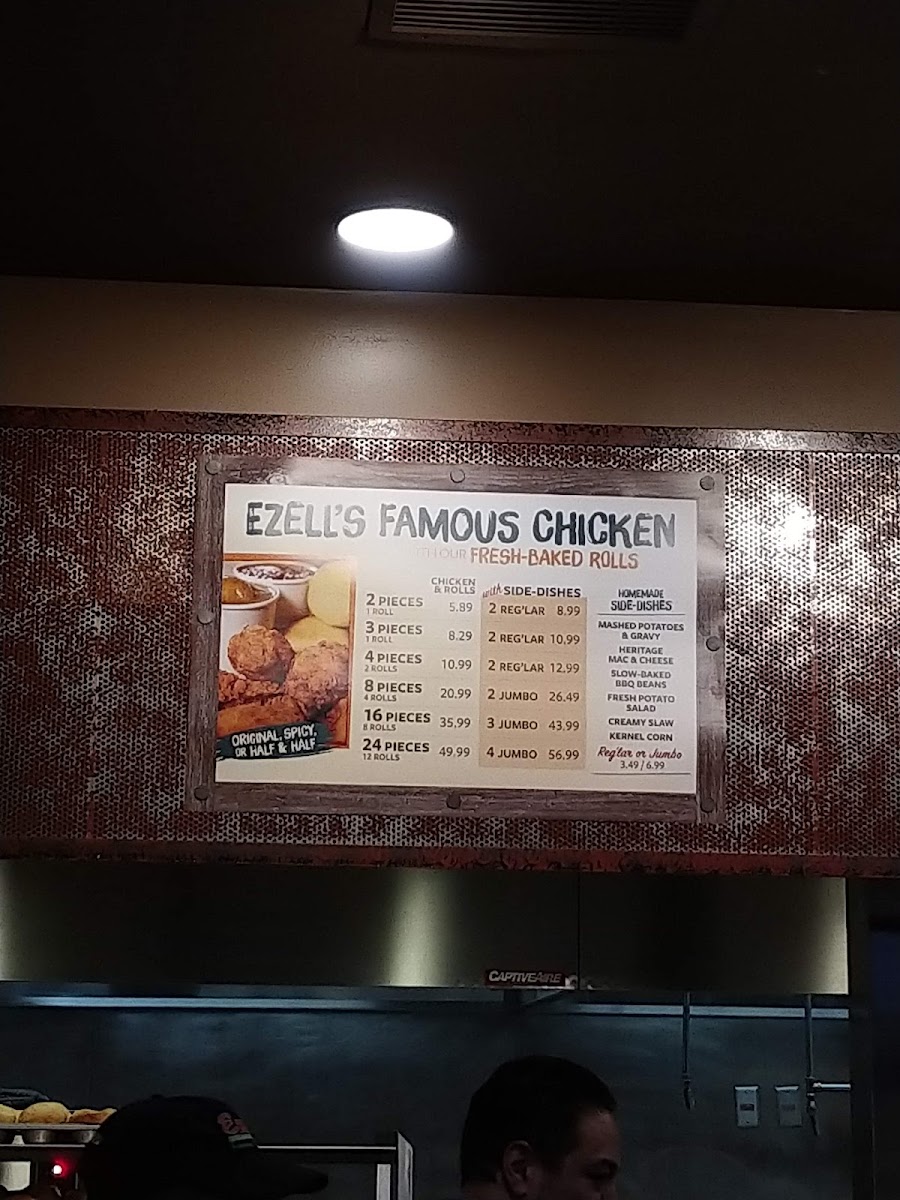 EZELL'S FAMOUS CHICKEN
OUR FRESH-BAKED ROLLS
CHICKEN & ROLLS
with SIDE-DISHES
2 PIECES 5.89 2 REG'LAR 8.99
1 ROLL
3 PIECES 8.29 2 REG'LAR 10.99
1 ROLL
4 PIECES 10.99 2 REG'LAR 12.99
2 ROLLS
8 PIECES 20.99 2 JUMBO 26.49
4 ROLLS
16 PIECES 35.99 3 JUMBO 43.99
8 ROLLS
24 PIECES 49.99 4 JUMBO 56.99
12 ROLLS
HOMEMADE
SIDE-DISHES
MASHED POTATOES
& GRAVY
HERITAGE
MAC & CHEESE
SLOW-BAKED
BBQ BEANS
FRESH POTATO
SALAD
CREAMY SLAW
KERNEL CORN
Reg'lar or Jumbo
3.49 / 6.99
ORIGINAL, SPICY,
OR HALF & HALF
CAPTIVEAIRE